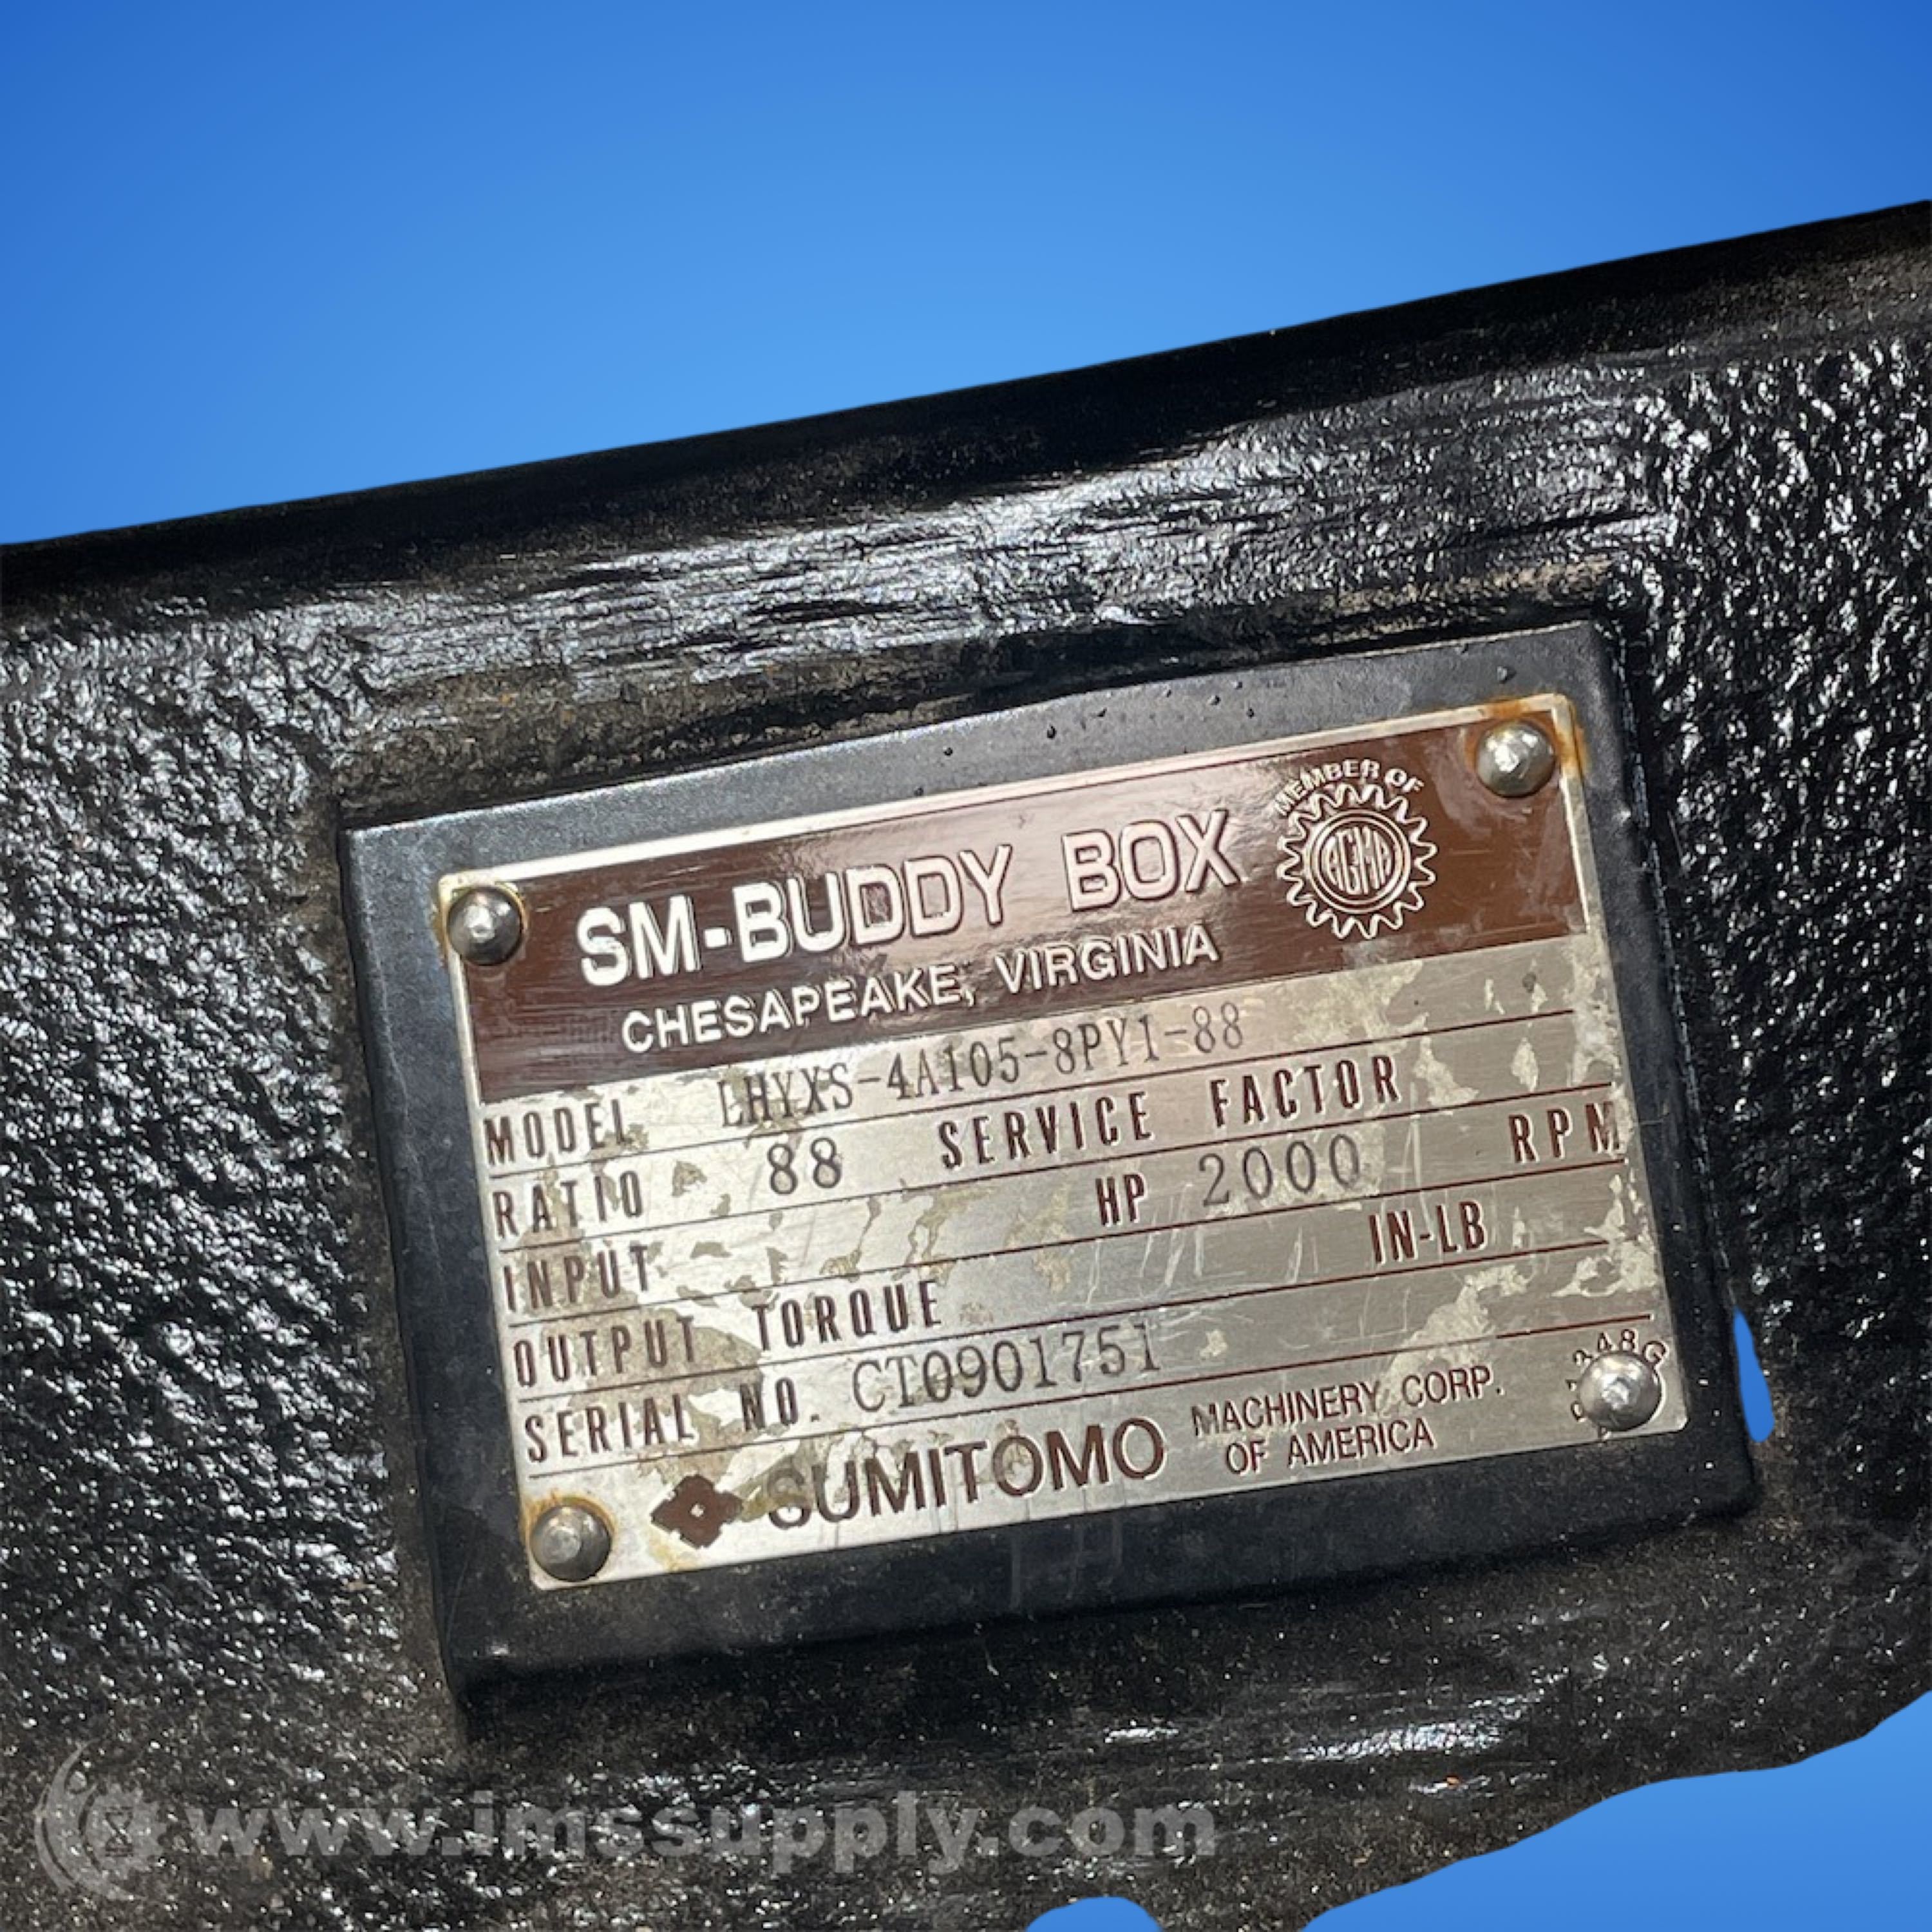 MEMBER OF
AGMA
SM-BUDDY BOX
CHESAPEAKE, VIRGINIA
MODEL LHYXS-4A105-8PY1-88
RATIO 88 SERVICE FACTOR
INPUT HP 2000 RPM
OUTPUT TORQUE IN-LB
SERIAL NO. CT0901751
SUMITOMO MACHINERY CORP.
OF AMERICA
www.imssupply.com